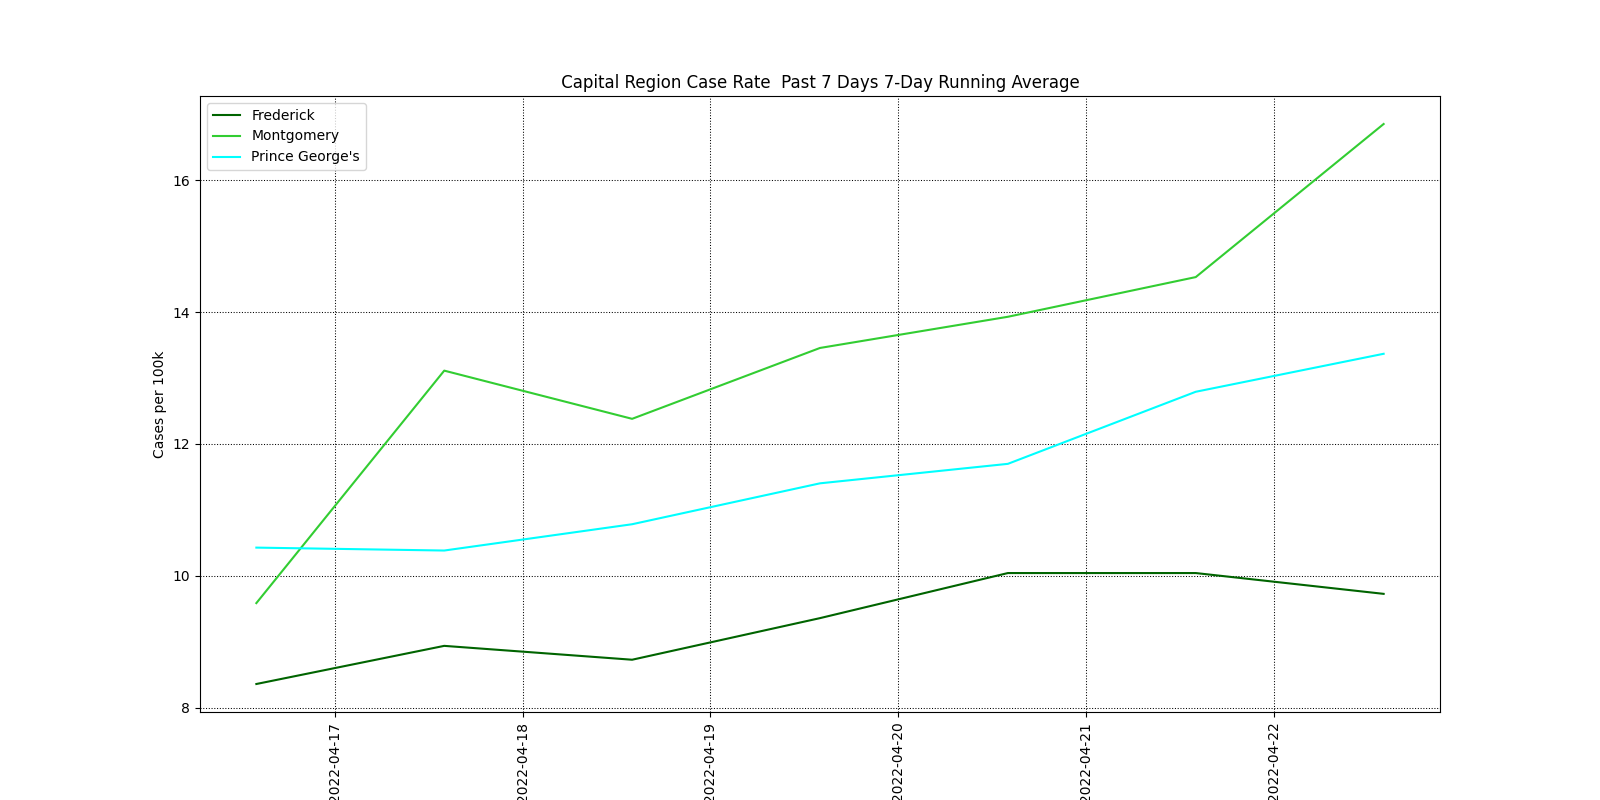 Capital Region Case Rate  Past 7 Days 7-Day Running Average
Frederick
Montgomery
Prince George's
16
14
12
10
8
Cases per 100k
2022-04-17
2022-04-18
2022-04-19
2022-04-20
2022-04-21
2022-04-22